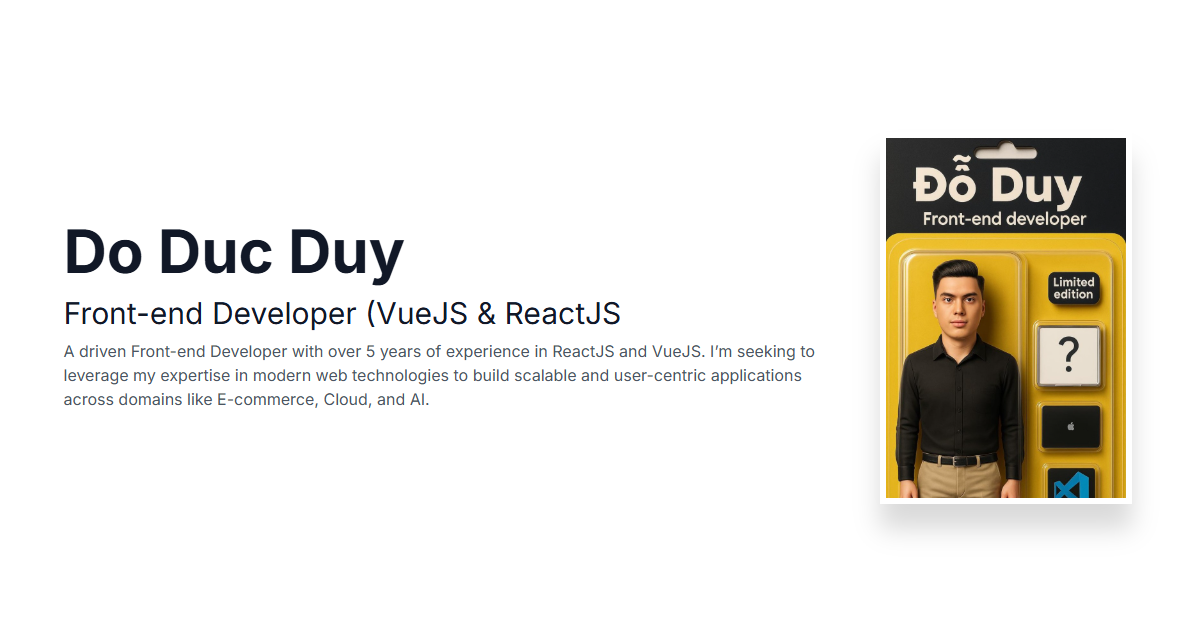 Do Duc Duy
Front-end Developer (VueJS & ReactJS
A driven Front-end Developer with over 5 years of experience in ReactJS and VueJS. I’m seeking to
leverage my expertise in modern web technologies to build scalable and user-centric applications
across domains like E-commerce, Cloud, and AI.
Đỗ Duy
Front-end developer
Limited
edition
?